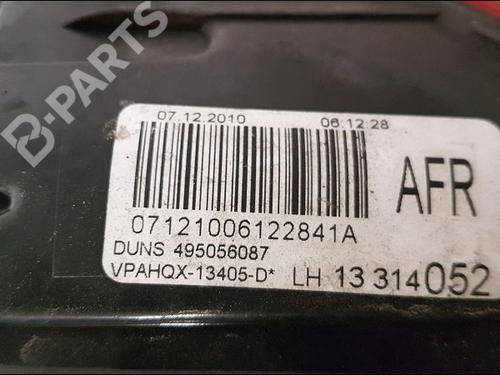 B-PARTS
07.12.2010 06:12:28
AFR
07121006122841A
DUNS 495056087
VPAHQX-13405-D* LH 13 314052